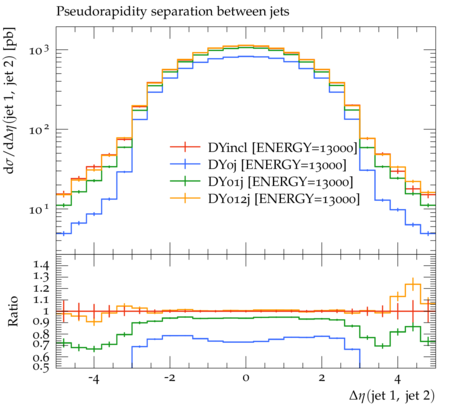 Pseudorapidity separation between jets
dσ/dΔη(jet 1, jet 2) [pb]
10³
10²
10¹
DYincl [ENERGY=13000]
DY0j [ENERGY=13000]
DY01j [ENERGY=13000]
DY012j [ENERGY=13000]
Ratio
1.4
1.3
1.2
1.1
1
0.9
0.8
0.7
0.6
0.5
-4 -2 0 2 4
Δη(jet 1, jet 2)